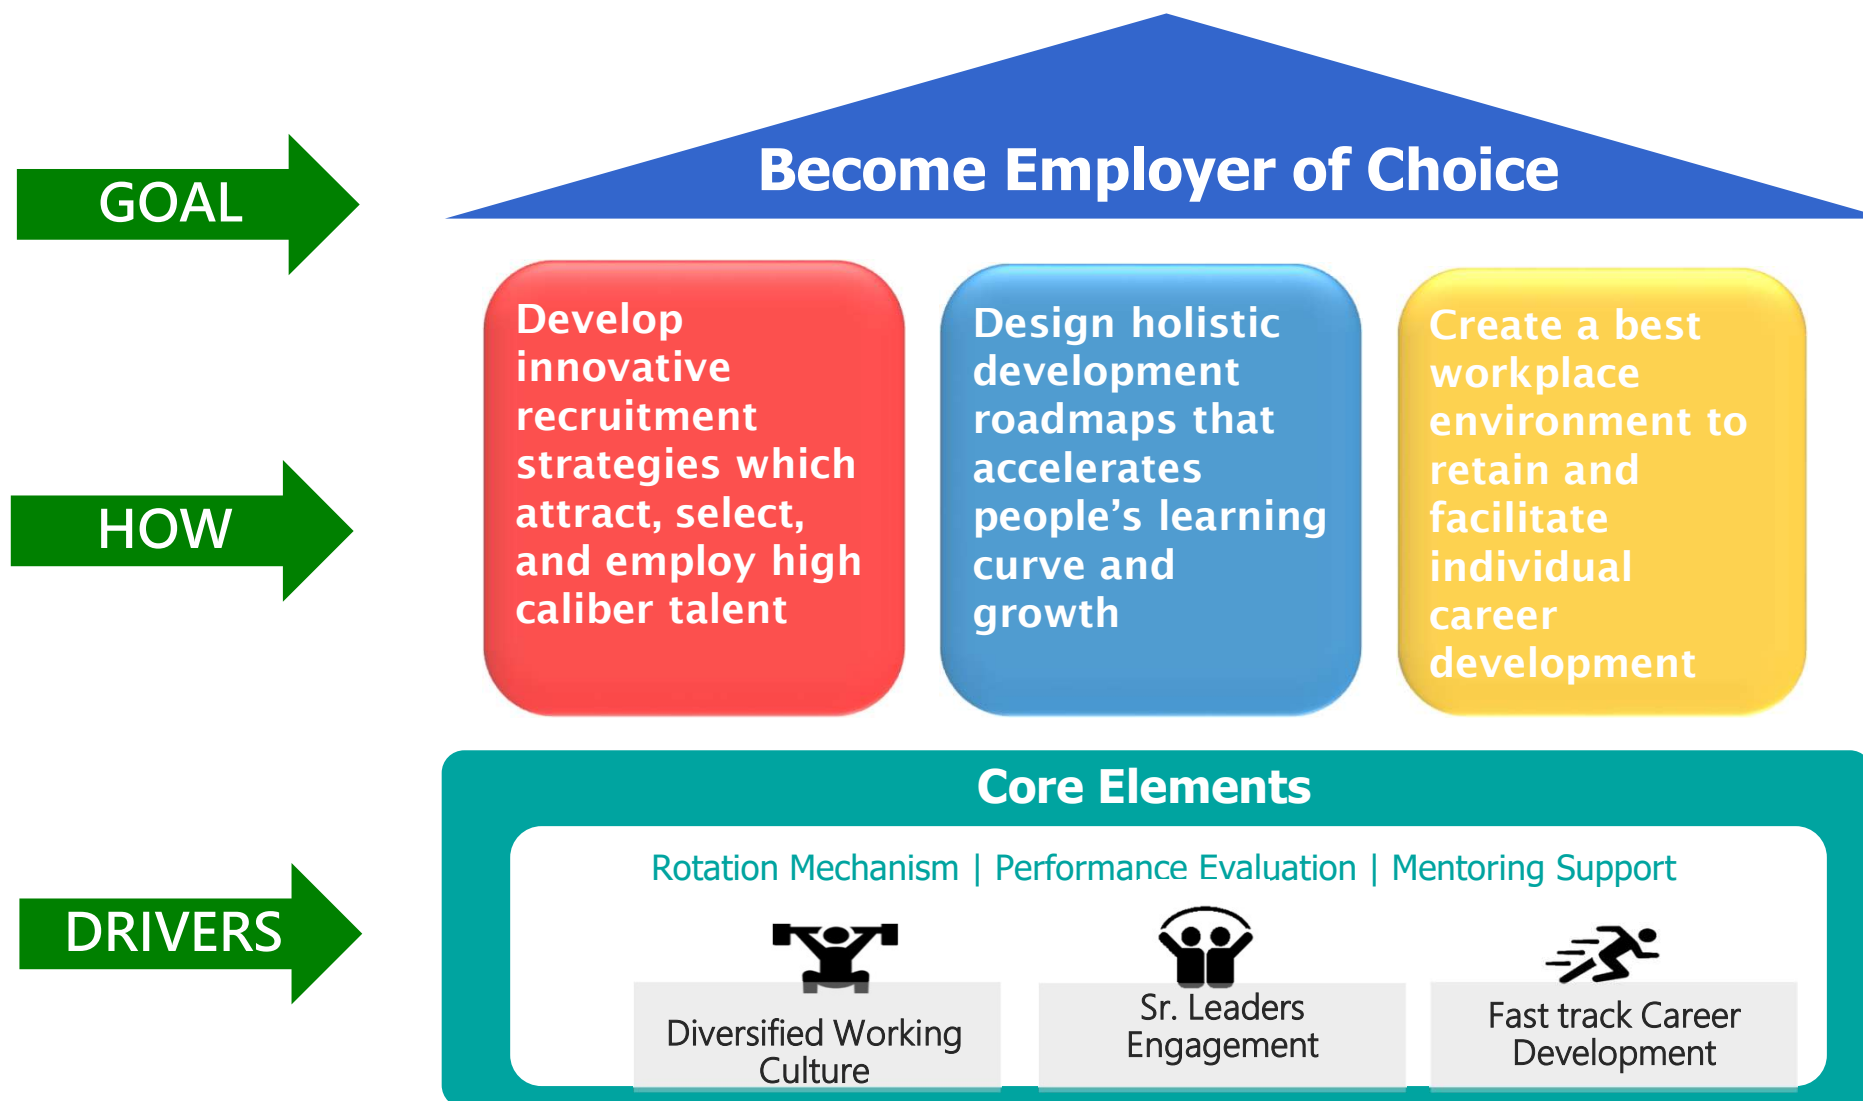 GOAL
Become Employer of Choice
HOW
Develop
innovative
recruitment
strategies which
attract, select,
and employ high
caliber talent
Design holistic
development
roadmaps that
accelerates
people’s learning
curve and
growth
Create a best
workplace
environment to
retain and
facilitate
individual
career
development
DRIVERS
Core Elements
Rotation Mechanism | Performance Evaluation | Mentoring Support
Diversified Working
Culture
Sr. Leaders
Engagement
Fast track Career
Development